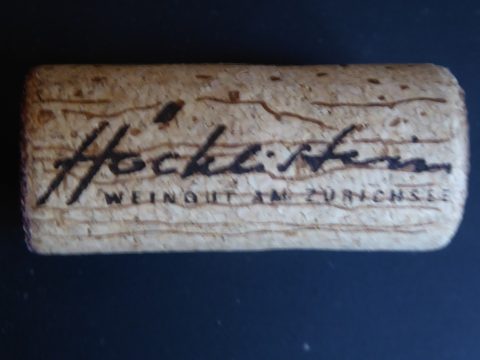 Höcklistein
WEINGUT AM ZÜRICHSEE